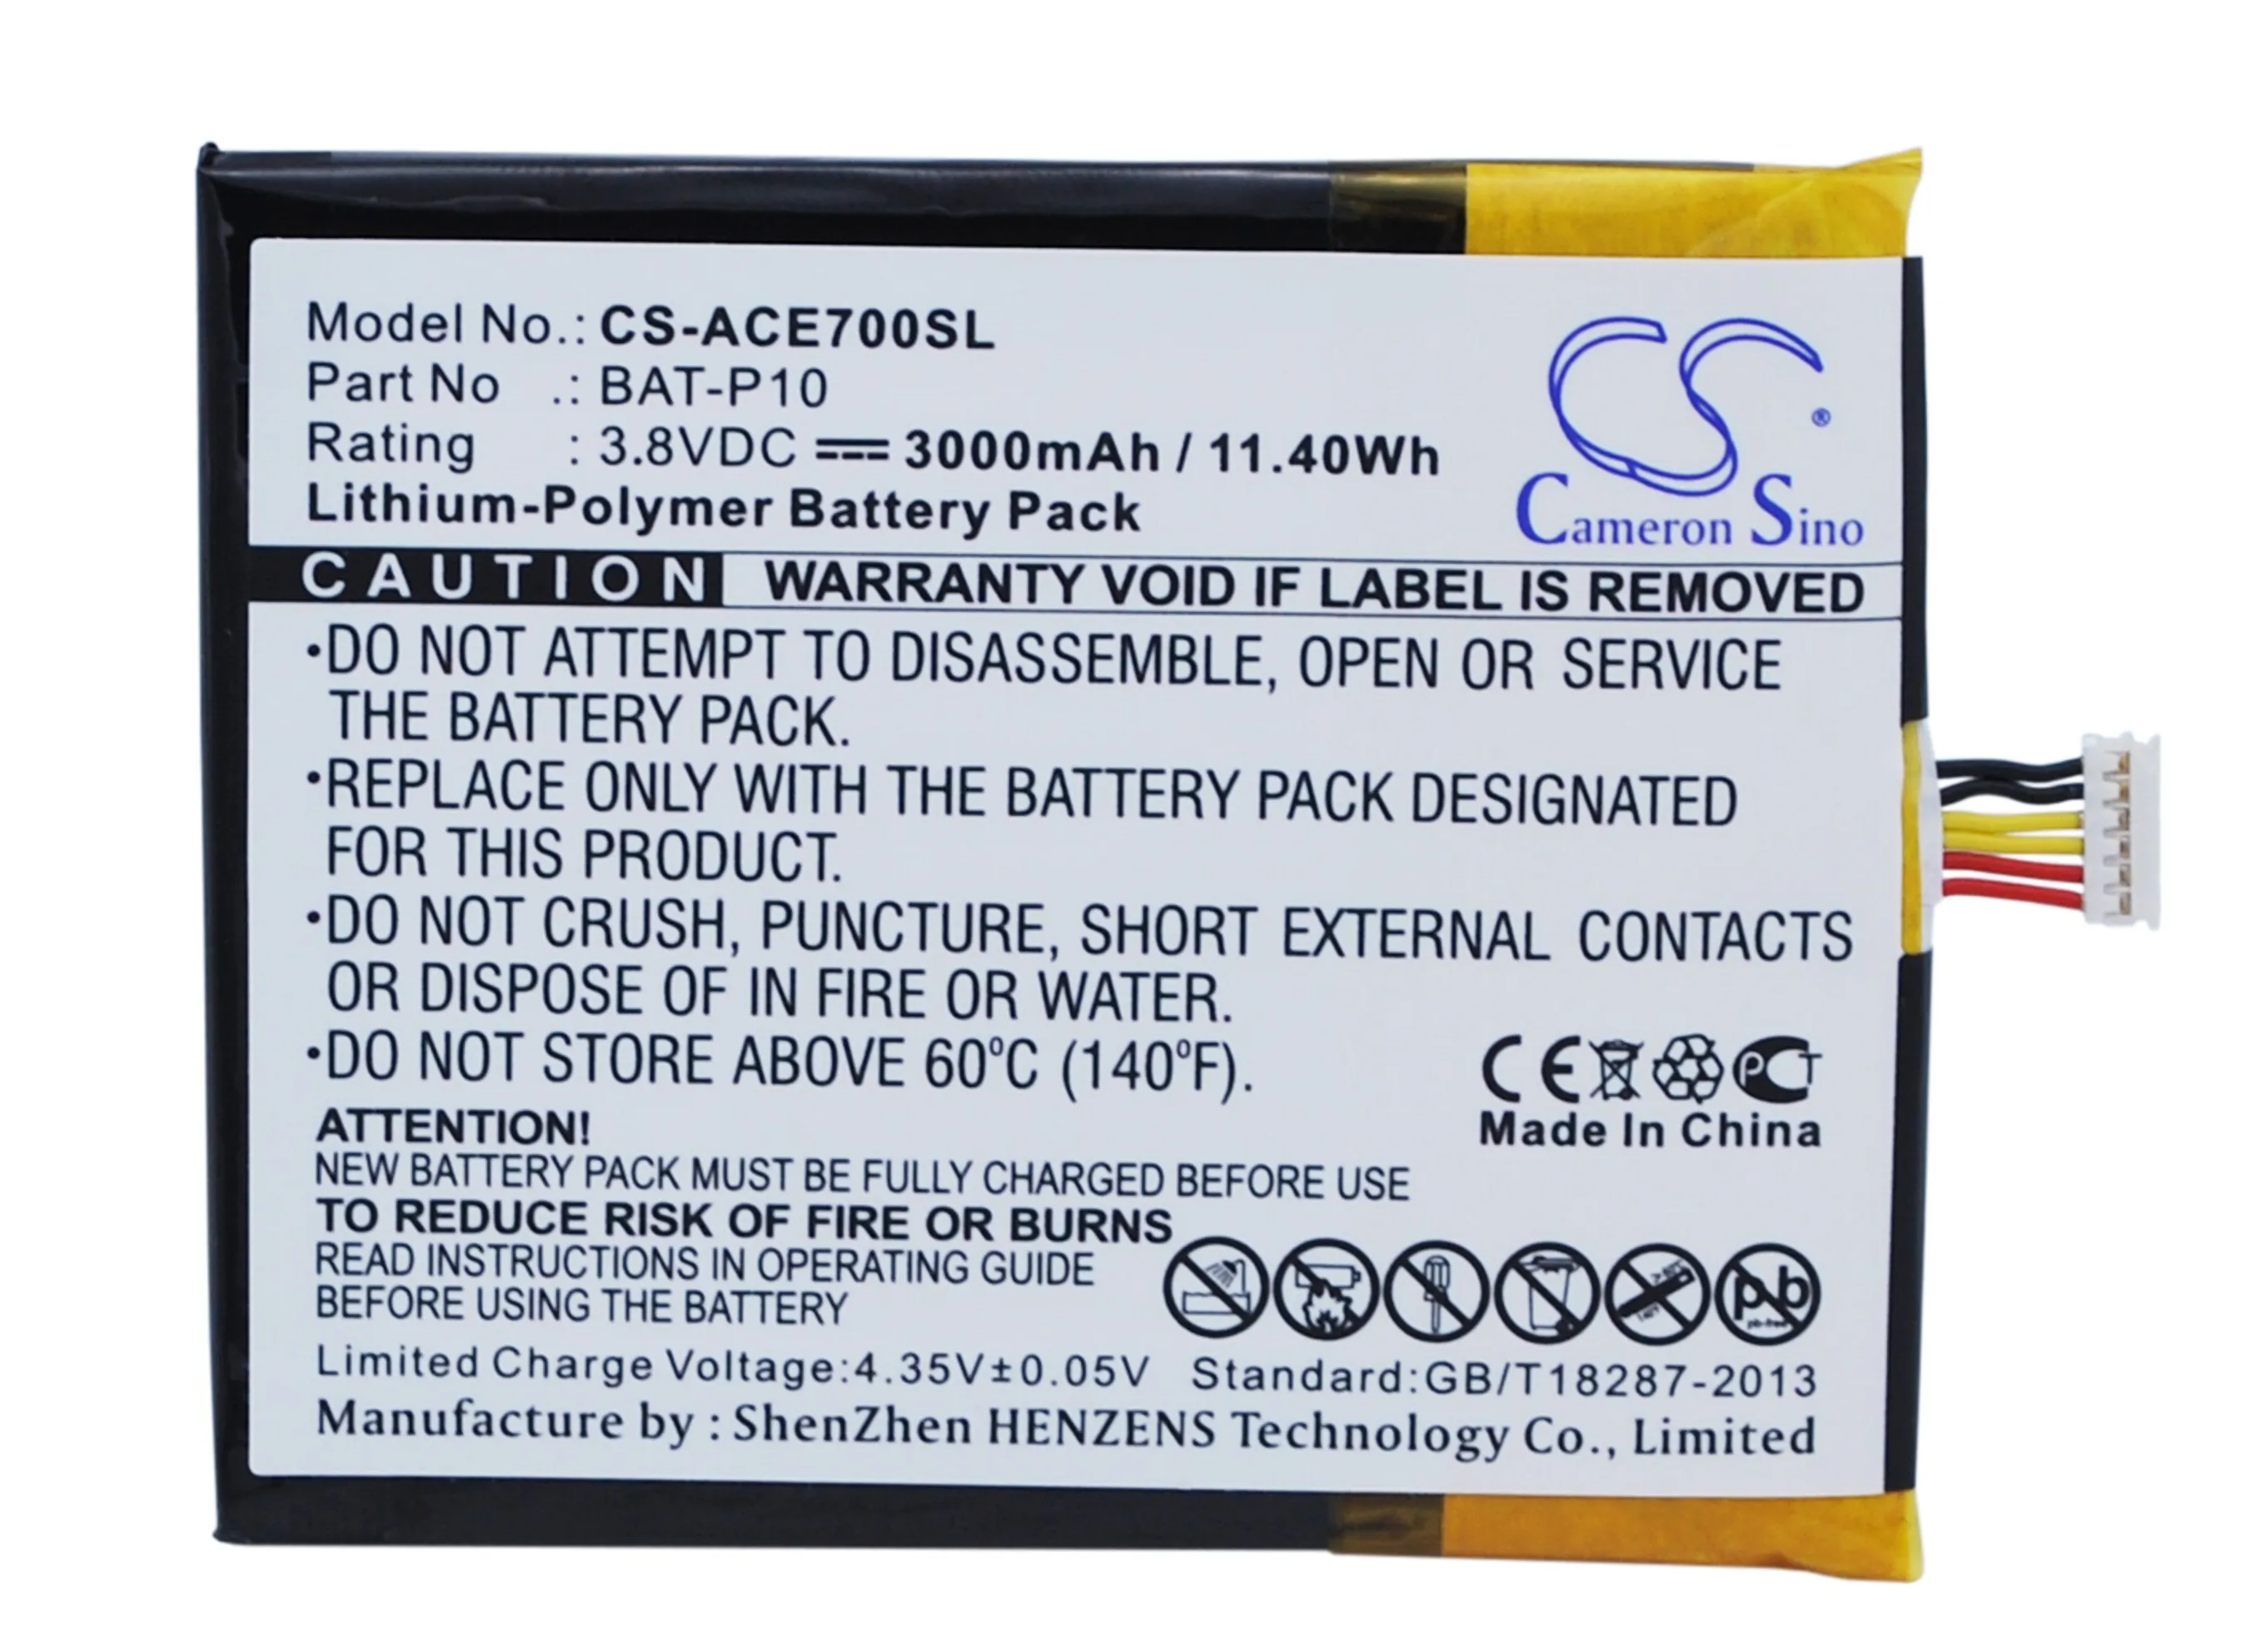 Model No.: CS-ACE700SL
Part No .: BAT-P10
Rating : 3.8VDC 3000mAh / 11.40Wh
Lithium-Polymer Battery Pack
CS ®
Cameron Sino
CAUTION WARRANTY VOID IF LABEL IS REMOVED
·DO NOT ATTEMPT TO DISASSEMBLE, OPEN OR SERVICE
THE BATTERY PACK.
·REPLACE ONLY WITH THE BATTERY PACK DESIGNATED
FOR THIS PRODUCT.
·DO NOT CRUSH, PUNCTURE, SHORT EXTERNAL CONTACTS
OR DISPOSE OF IN FIRE OR WATER.
·DO NOT STORE ABOVE 60°C (140°F).
CE PCT
Made In China
ATTENTION!
NEW BATTERY PACK MUST BE FULLY CHARGED BEFORE USE
TO REDUCE RISK OF FIRE OR BURNS
READ INSTRUCTIONS IN OPERATING GUIDE
BEFORE USING THE BATTERY
pb
pb-free
Limited Charge Voltage:4.35V±0.05V Standard:GB/T18287-2013
Manufacture by : ShenZhen HENZENS Technology Co., Limited